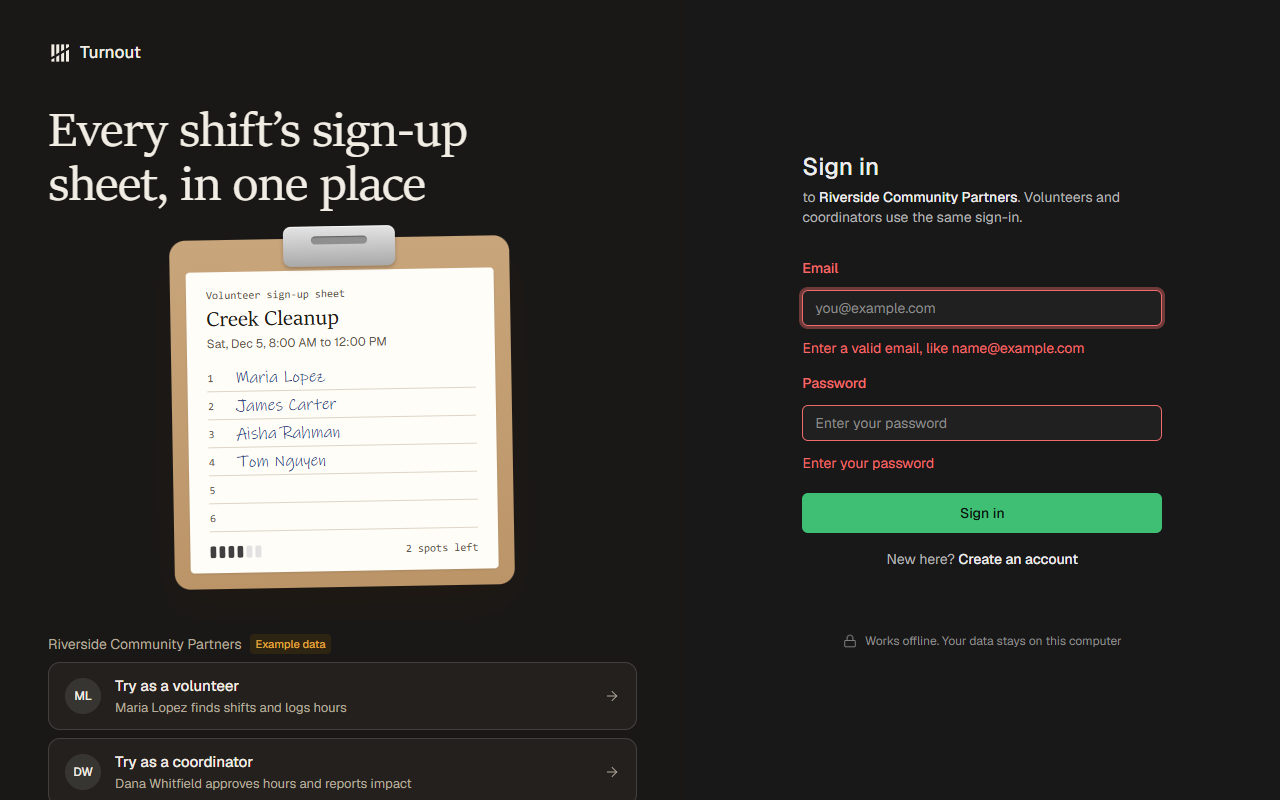 Turnout
Every shift’s sign-up
sheet, in one place
Volunteer sign-up sheet
Creek Cleanup
Sat, Dec 5, 8:00 AM to 12:00 PM
1 Maria Lopez
2 James Carter
3 Aisha Rahman
4 Tom Nguyen
5
6
2 spots left
Riverside Community Partners Example data
ML
Try as a volunteer
Maria Lopez finds shifts and logs hours
DW
Try as a coordinator
Dana Whitfield approves hours and reports impact
Sign in
to Riverside Community Partners. Volunteers and
coordinators use the same sign-in.
Email
you@example.com
Enter a valid email, like name@example.com
Password
Enter your password
Enter your password
Sign in
New here? Create an account
Works offline. Your data stays on this computer